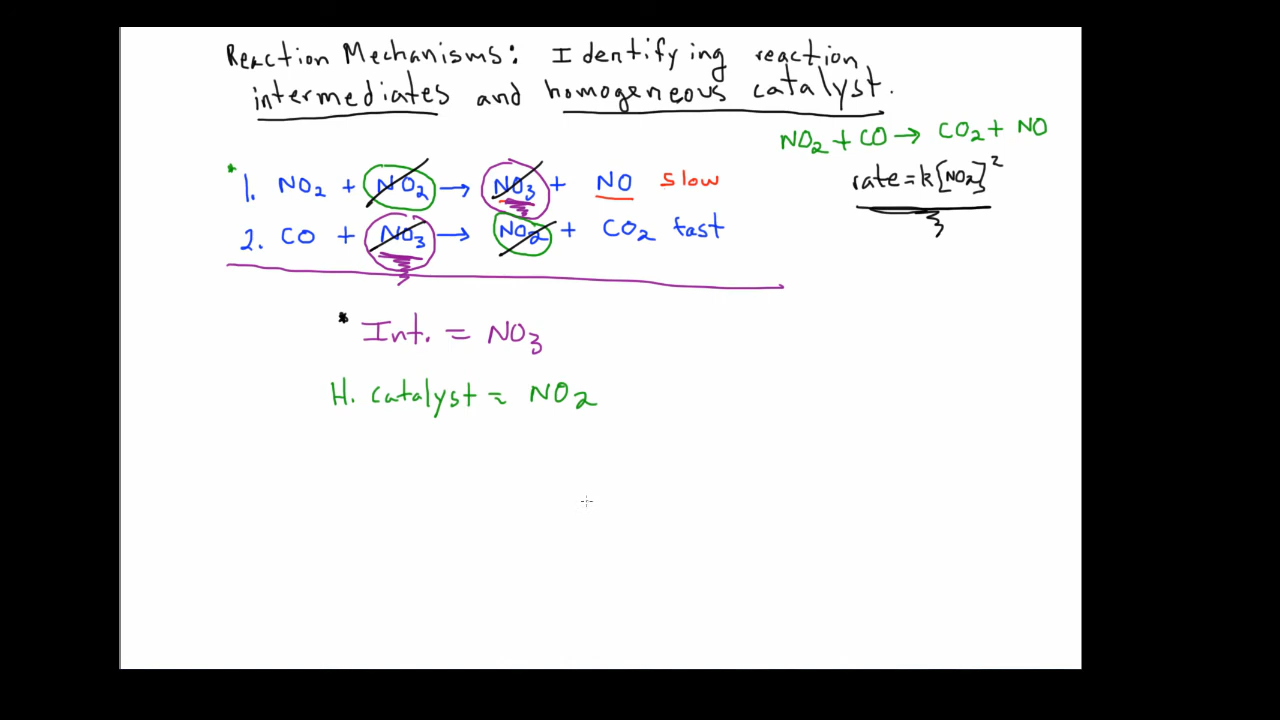 Reaction Mechanisms: Identifying reaction
intermediates and homogeneous catalyst.
NO2 + CO → CO2 + NO
* 1. NO2 + NO2 → NO3 + NO slow
rate = k[NO2]^2
2. CO + NO3 → NO2 + CO2 fast
* Int. = NO3
H. catalyst = NO2